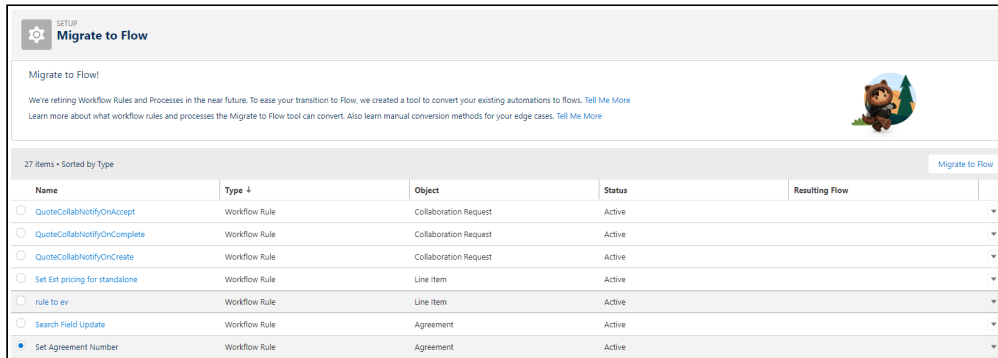 SETUP
Migrate to Flow
Migrate to Flow!
We're retiring Workflow Rules and Processes in the near future. To ease your transition to Flow, we created a tool to convert your existing automations to flows. Tell Me More
Learn more about what workflow rules and processes the Migrate to Flow tool can convert. Also learn manual conversion methods for your edge cases. Tell Me More
27 items • Sorted by Type Migrate to Flow
Name Type ↓ Object Status Resulting Flow
QuoteCollabNotifyOnAccept Workflow Rule Collaboration Request Active
QuoteCollabNotifyOnComplete Workflow Rule Collaboration Request Active
QuoteCollabNotifyOnCreate Workflow Rule Collaboration Request Active
Set Ext pricing for standalone Workflow Rule Line Item Active
rule to ev Workflow Rule Line Item Active
Search Field Update Workflow Rule Agreement Active
Set Agreement Number Workflow Rule Agreement Active